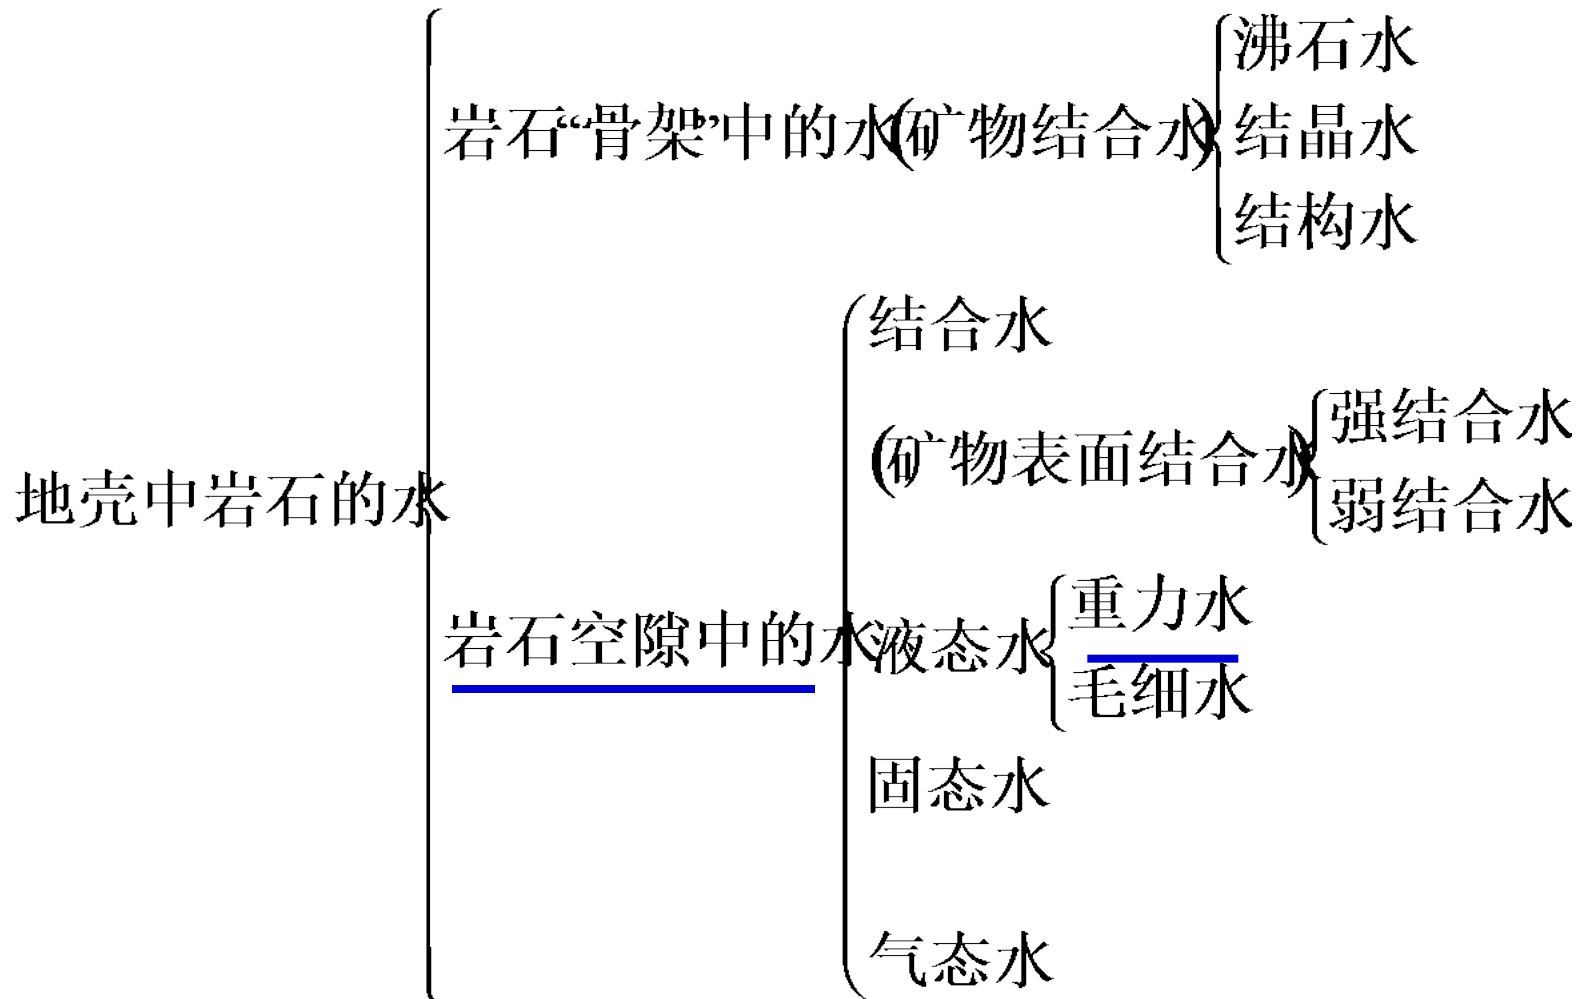 沸石水
岩石“骨架”中的水(矿物结合水)
结晶水
结构水
结合水
(矿物表面结合水)
强结合水
弱结合水
地壳中岩石的水
岩石空隙中的水
液态水
重力水
毛细水
固态水
气态水